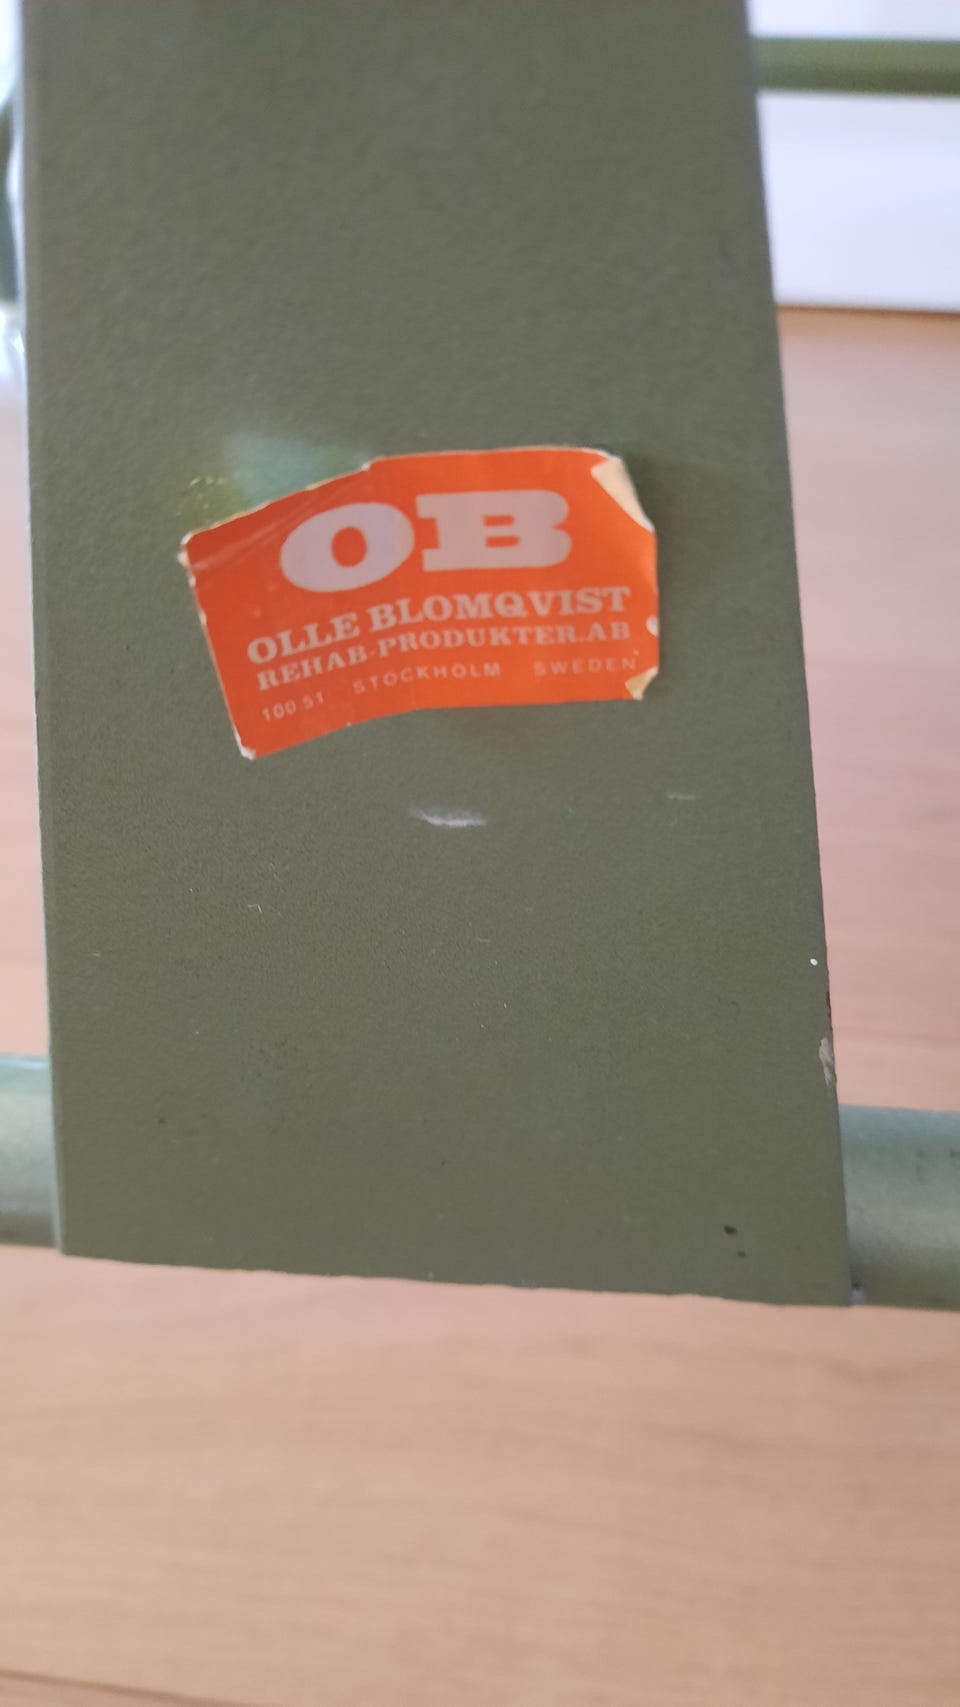 OB
OLLE BLOMQVIST
REHAB-PRODUKTER.AB
100 51 STOCKHOLM SWEDEN